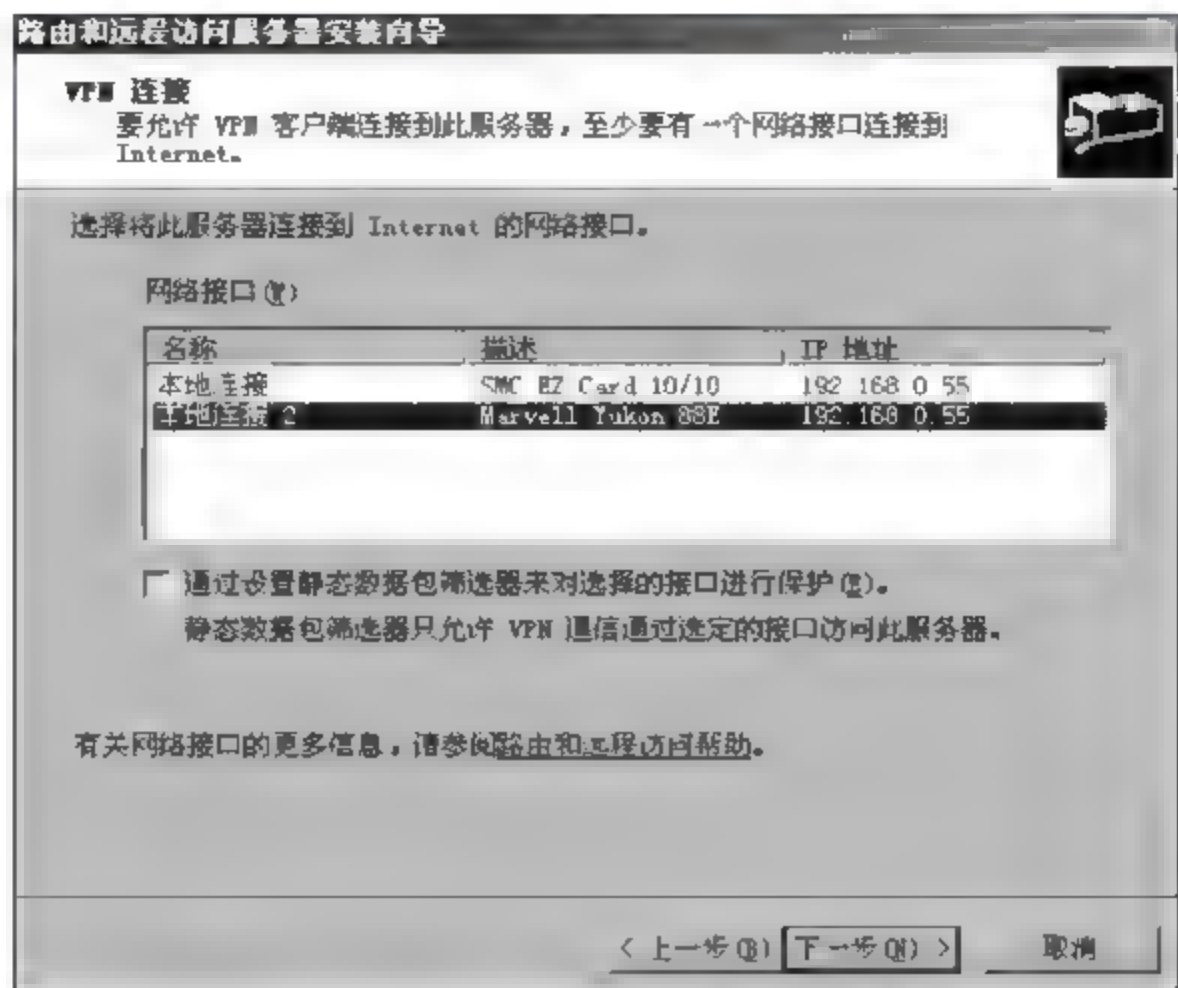 路由和远程访问服务器安装向导
VPN 连接
要允许 VPN 客户端连接到此服务器，至少要有一个网络接口连接到
Internet。
选择将此服务器连接到 Internet 的网络接口。
网络接口(W)
名称 描述 IP 地址
本地连接 SMC EZ Card 10/10 192.168.0.55
本地连接 2 Marvell Yukon 88E 192.168.0.55
通过设置静态数据包筛选器来对选择的接口进行保护(E)。
静态数据包筛选器只允许 VPN 通信通过选定的接口访问此服务器。
有关网络接口的更多信息，请参阅路由和远程访问帮助。
< 上一步(B) 下一步(N) > 取消